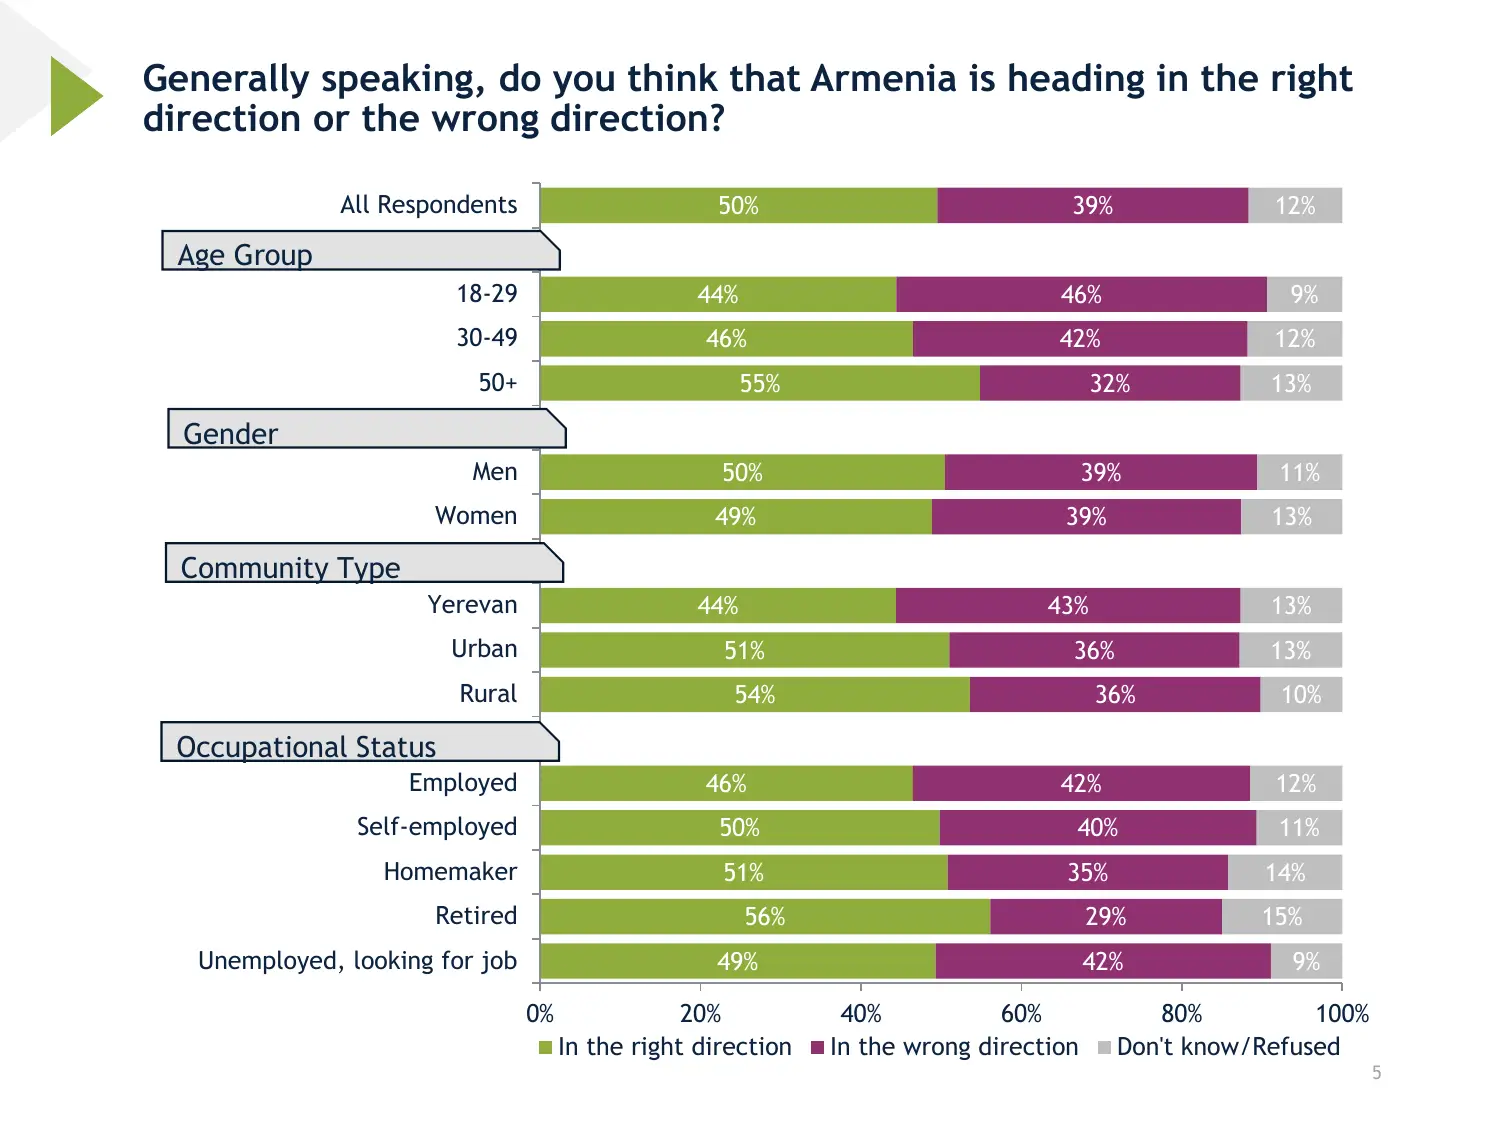 Generally speaking, do you think that Armenia is heading in the right
direction or the wrong direction?
All Respondents 50% 39% 12%
Age Group
18-29 44% 46% 9%
30-49 46% 42% 12%
50+ 55% 32% 13%
Gender
Men 50% 39% 11%
Women 49% 39% 13%
Community Type
Yerevan 44% 43% 13%
Urban 51% 36% 13%
Rural 54% 36% 10%
Occupational Status
Employed 46% 42% 12%
Self-employed 50% 40% 11%
Homemaker 51% 35% 14%
Retired 56% 29% 15%
Unemployed, looking for job 49% 42% 9%
0% 20% 40% 60% 80% 100%
In the right direction In the wrong direction Don't know/Refused
5